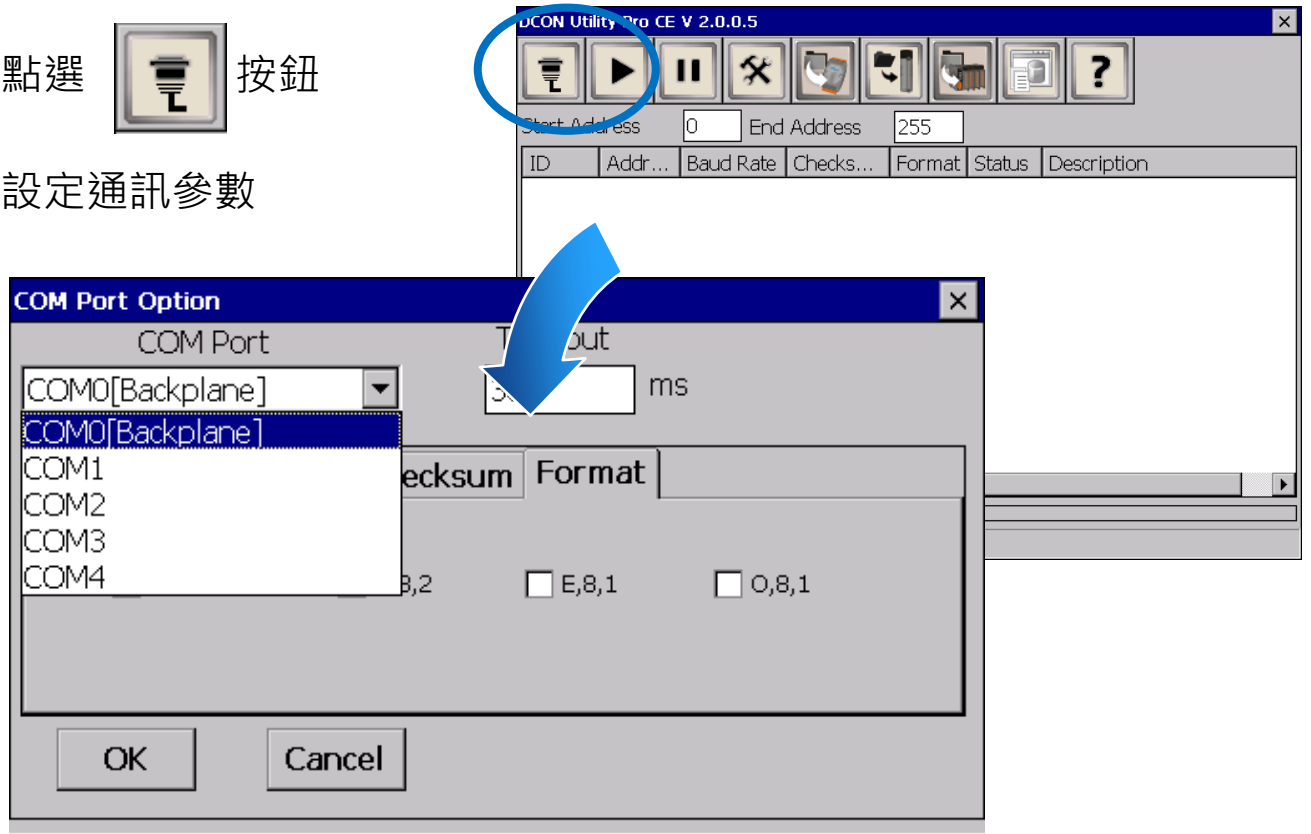 點選 按鈕
設定通訊參數
DCON Utility Pro CE V 2.0.0.5
?
Start Address 0 End Address 255
ID Addr... Baud Rate Checks... Format Status Description
COM Port Option
COM Port
COM0[Backplane] ms
COM0[Backplane]
COM1
COM2
COM3
COM4
ecksum Format
8,2 E,8,1 O,8,1
OK Cancel